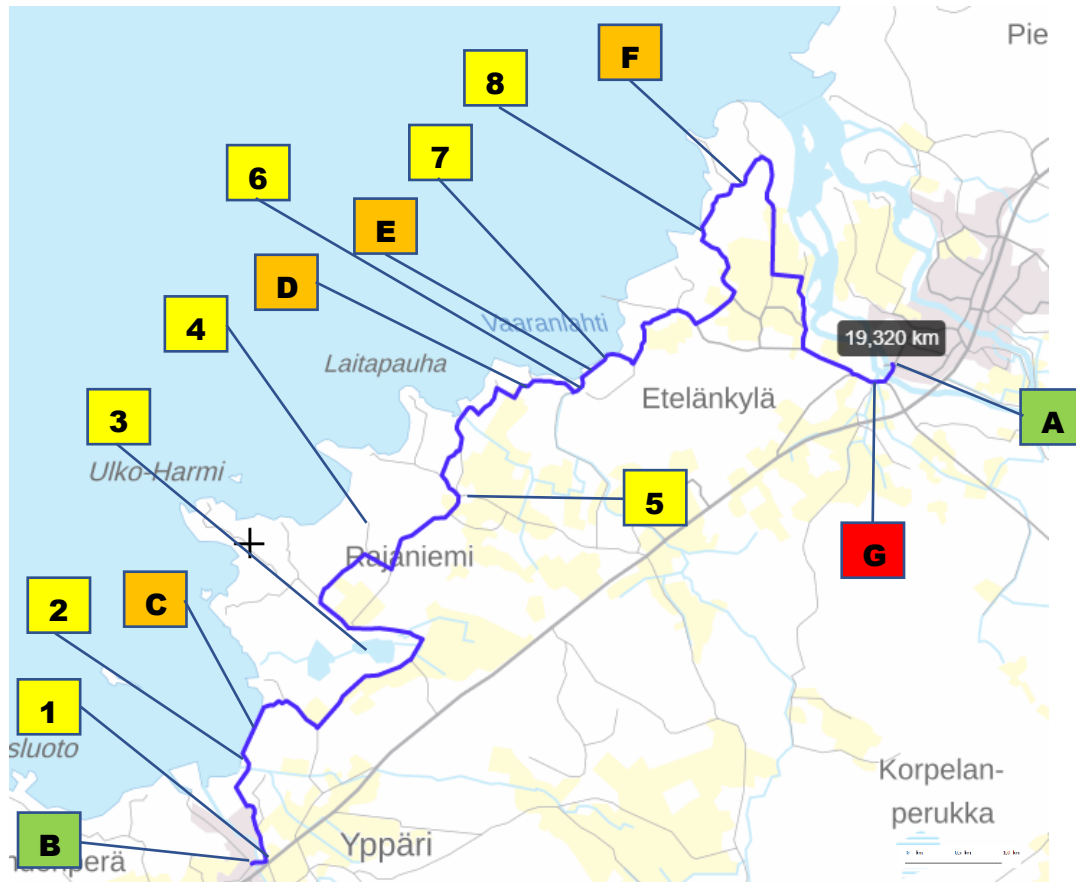 Pie
F
8
7
6
E
D
Vaaranlahti
4
19,320 km
Laitapauha
Etelänkylä
3
A
Ulko-Harmi
5
Rajaniemi
G
C
2
1
sluoto
Korpelan-
perukka
B
Yppäri